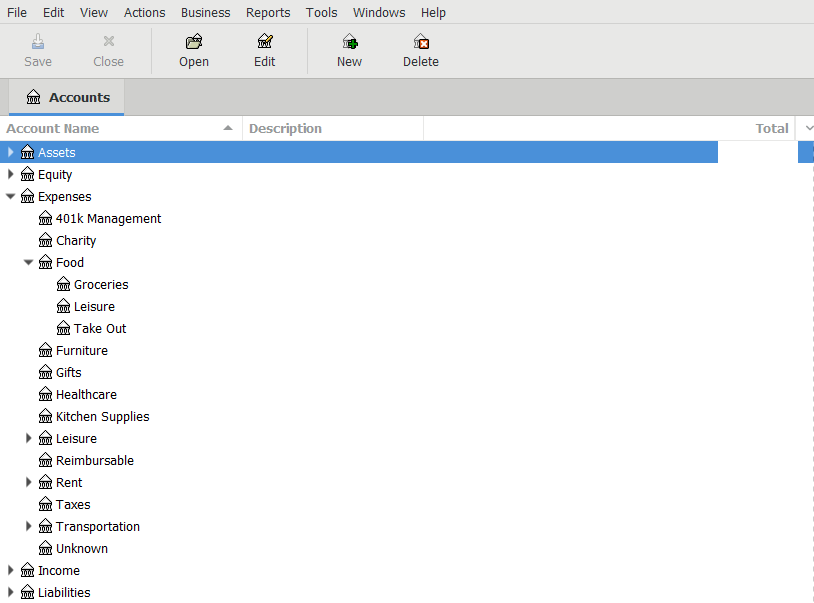 File Edit View Actions Business Reports Tools Windows Help
Save Close Open Edit New Delete
Accounts
Account Name Description Total
Assets
Equity
Expenses
401k Management
Charity
Food
Groceries
Leisure
Take Out
Furniture
Gifts
Healthcare
Kitchen Supplies
Leisure
Reimbursable
Rent
Taxes
Transportation
Unknown
Income
Liabilities